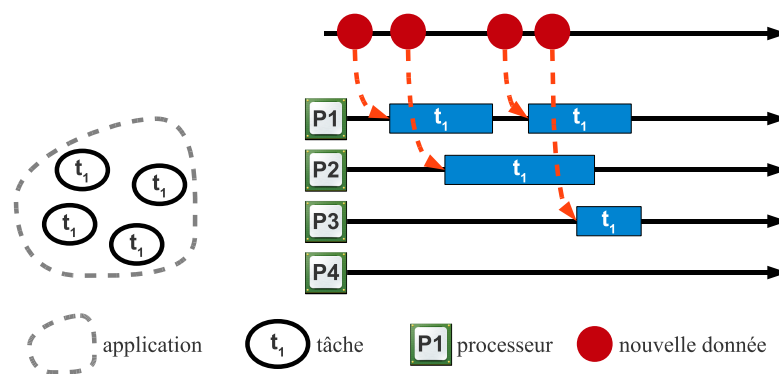 P1 t1 t1
P2 t1
P3 t1
P4
t1 t1
t1 t1
application t1 tâche P1 processeur nouvelle donnée